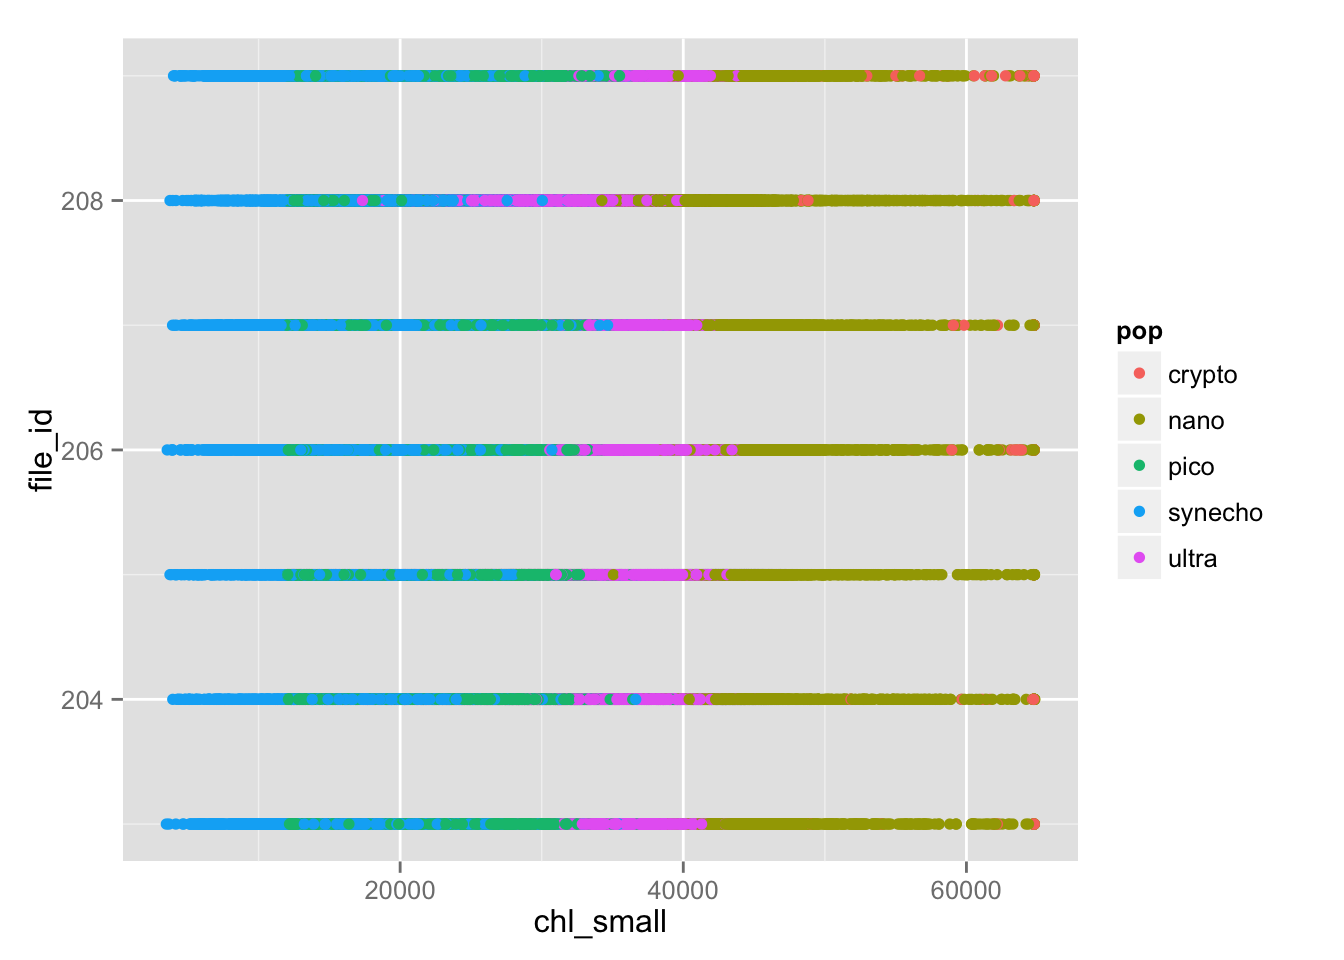 208
206
204
file_id
20000 40000 60000
chl_small
pop
crypto
nano
pico
synecho
ultra